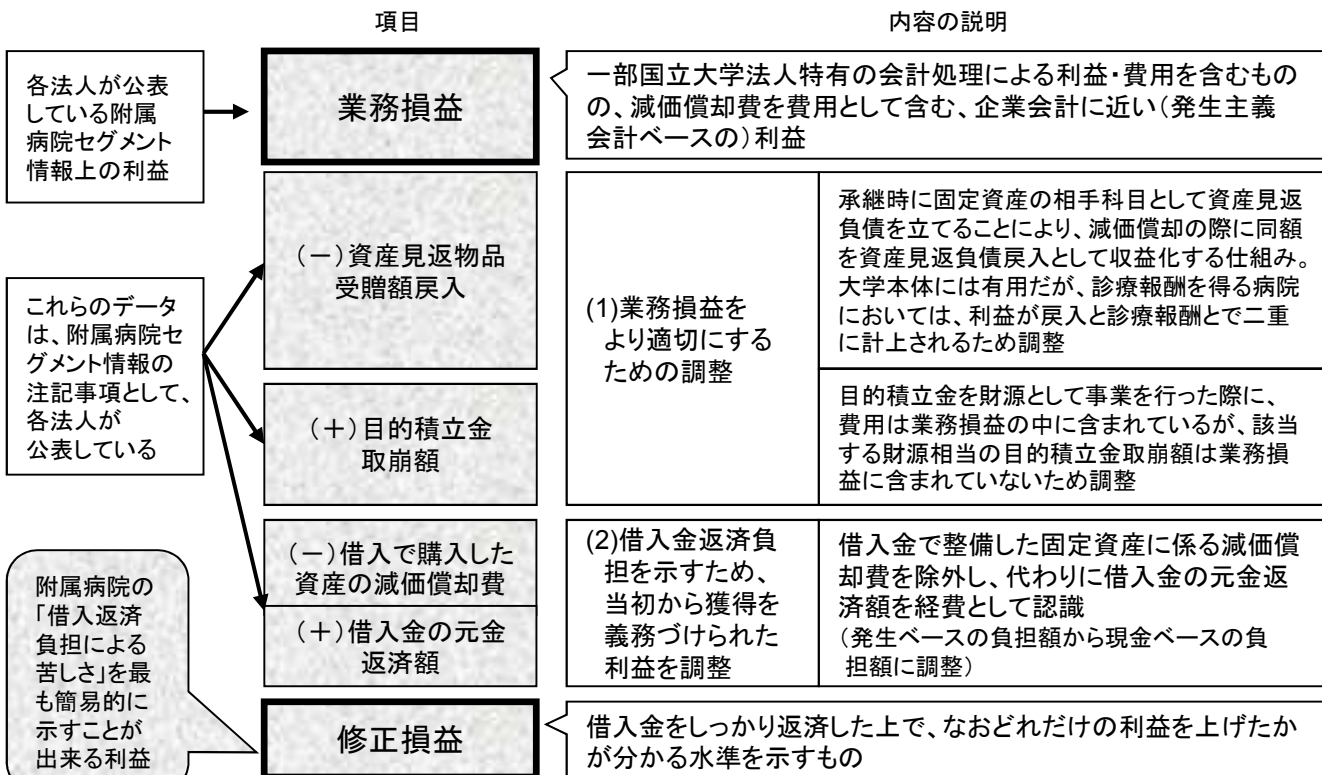 項目
内容の説明
各法人が公表
している附属
病院セグメント
情報上の利益
業務損益
一部国立大学法人特有の会計処理による利益・費用を含むもの
の、減価償却費を費用として含む、企業会計に近い（発生主義
会計ベースの）利益
これらのデータ
は、附属病院セ
グメント情報の
注記事項として、
各法人が
公表している
（－）資産見返物品
受贈額戻入
(1)業務損益を
より適切にする
ための調整
承継時に固定資産の相手科目として資産見返
負債を立てることにより、減価償却の際に同額
を資産見返負債戻入として収益化する仕組み。
大学本体には有用だが、診療報酬を得る病院
においては、利益が戻入と診療報酬とで二重
に計上されるため調整
（＋）目的積立金
取崩額
目的積立金を財源として事業を行った際に、
費用は業務損益の中に含まれているが、該当
する財源相当の目的積立金取崩額は業務損
益に含まれていないため調整
（－）借入で購入した
資産の減価償却費
（＋）借入金の元金
返済額
(2)借入金返済負
担を示すため、
当初から獲得を
義務づけられた
利益を調整
借入金で整備した固定資産に係る減価償
却費を除外し、代わりに借入金の元金返
済額を経費として認識
（発生ベースの負担額から現金ベースの負
担額に調整）
附属病院の
「借入返済
負担による
苦しさ」を最
も簡易的に
示すことが
出来る利益
修正損益
借入金をしっかり返済した上で、なおどれだけの利益を上げたか
が分かる水準を示すもの